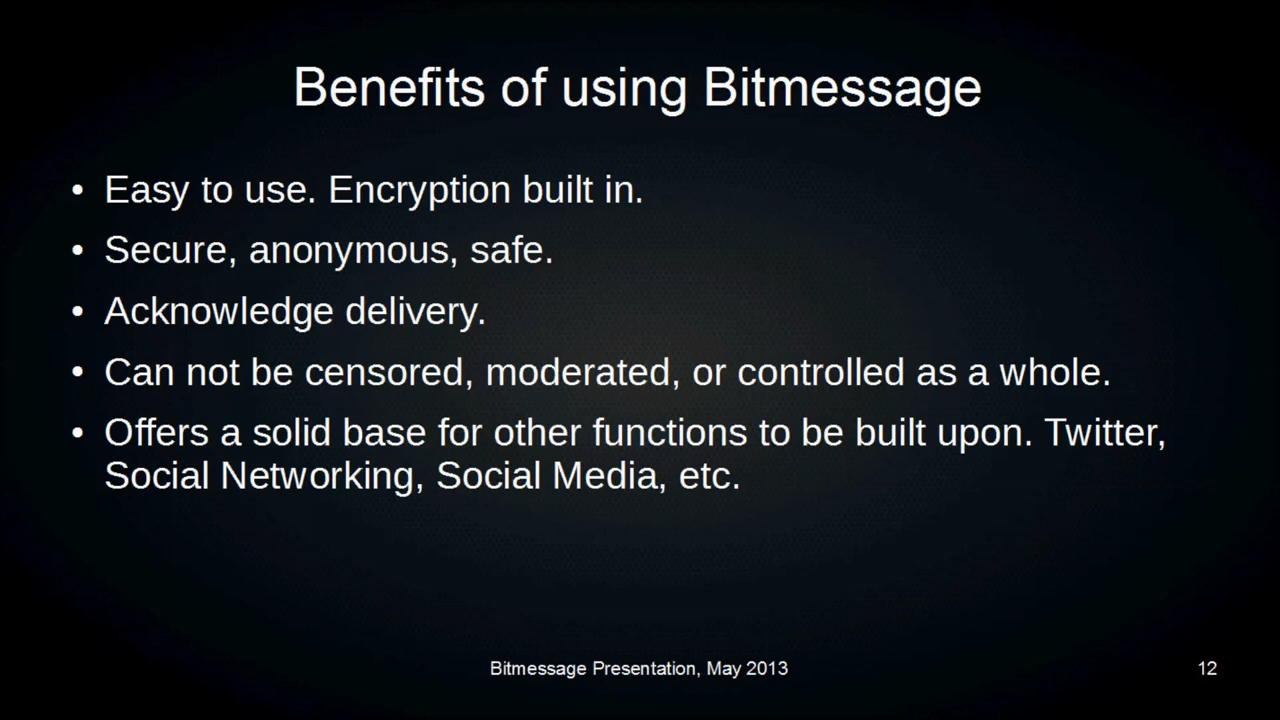 Benefits of using Bitmessage
• Easy to use. Encryption built in.
• Secure, anonymous, safe.
• Acknowledge delivery.
• Can not be censored, moderated, or controlled as a whole.
• Offers a solid base for other functions to be built upon. Twitter,
Social Networking, Social Media, etc.
Bitmessage Presentation, May 2013
12